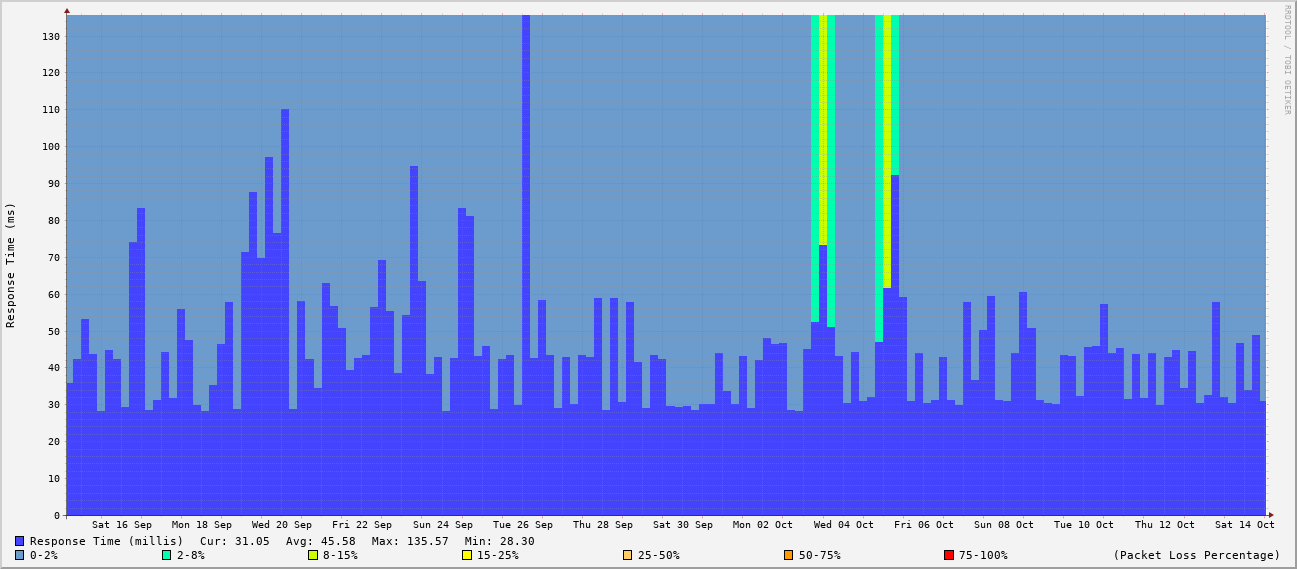 RRDTOOL / TOBI OETIKER
Response Time (ms)
130
120
110
100
90
80
70
60
50
40
30
20
10
0
Sat 16 Sep Mon 18 Sep Wed 20 Sep Fri 22 Sep Sun 24 Sep Tue 26 Sep Thu 28 Sep Sat 30 Sep Mon 02 Oct Wed 04 Oct Fri 06 Oct Sun 08 Oct Tue 10 Oct Thu 12 Oct Sat 14 Oct
Response Time (millis) Cur: 31.05 Avg: 45.58 Max: 135.57 Min: 28.30
0-2% 2-8% 8-15% 15-25% 25-50% 50-75% 75-100% (Packet Loss Percentage)